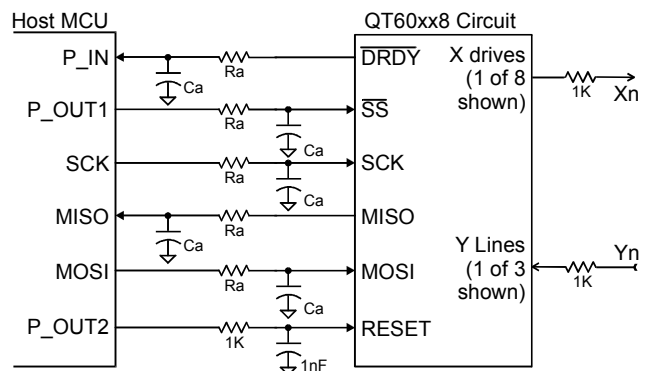 Host MCU
QT60xx8 Circuit
P_IN
Ca
Ra
DRDY
X drives
(1 of 8
shown)
1K
Xn
P_OUT1
Ra
Ca
SS
SCK
Ra
Ca
SCK
MISO
Ca
Ra
MISO
Y Lines
(1 of 3
shown)
1K
Yn
MOSI
Ra
Ca
MOSI
P_OUT2
1K
1nF
RESET